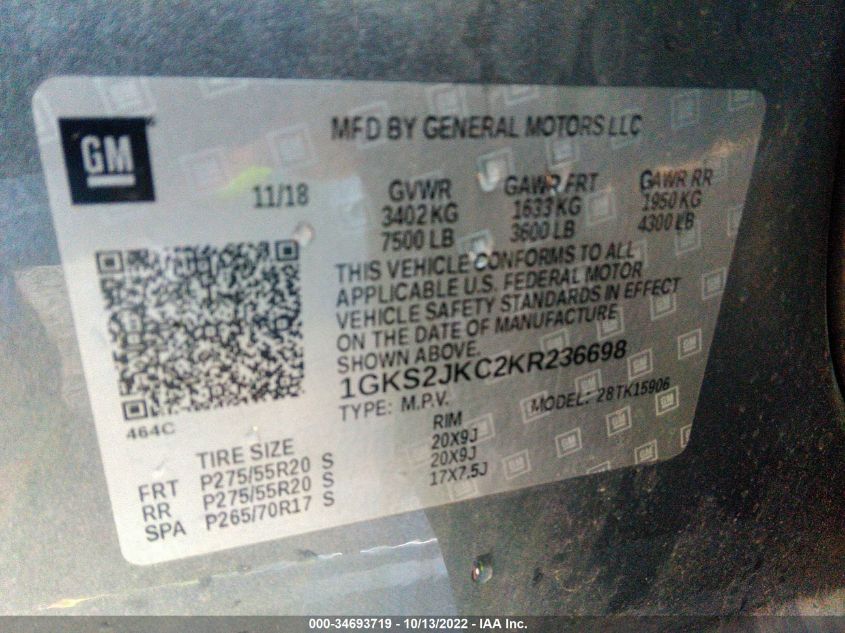 GM
MFD BY GENERAL MOTORS LLC
11/18
GVWR GAWR FRT GAWR RR
3402 KG 1633 KG 1950 KG
7500 LB 3600 LB 4300 LB
THIS VEHICLE CONFORMS TO ALL
APPLICABLE U.S. FEDERAL MOTOR
VEHICLE SAFETY STANDARDS IN EFFECT
ON THE DATE OF MANUFACTURE
SHOWN ABOVE.
1GKS2JKC2KR236698
TYPE: M.P.V. MODEL: 28TK15906
464C
TIRE SIZE RIM
FRT P275/55R20 S 20X9J
RR P275/55R20 S 20X9J
SPA P265/70R17 S 17X7.5J
000-34693719 - 10/13/2022 - IAA Inc.